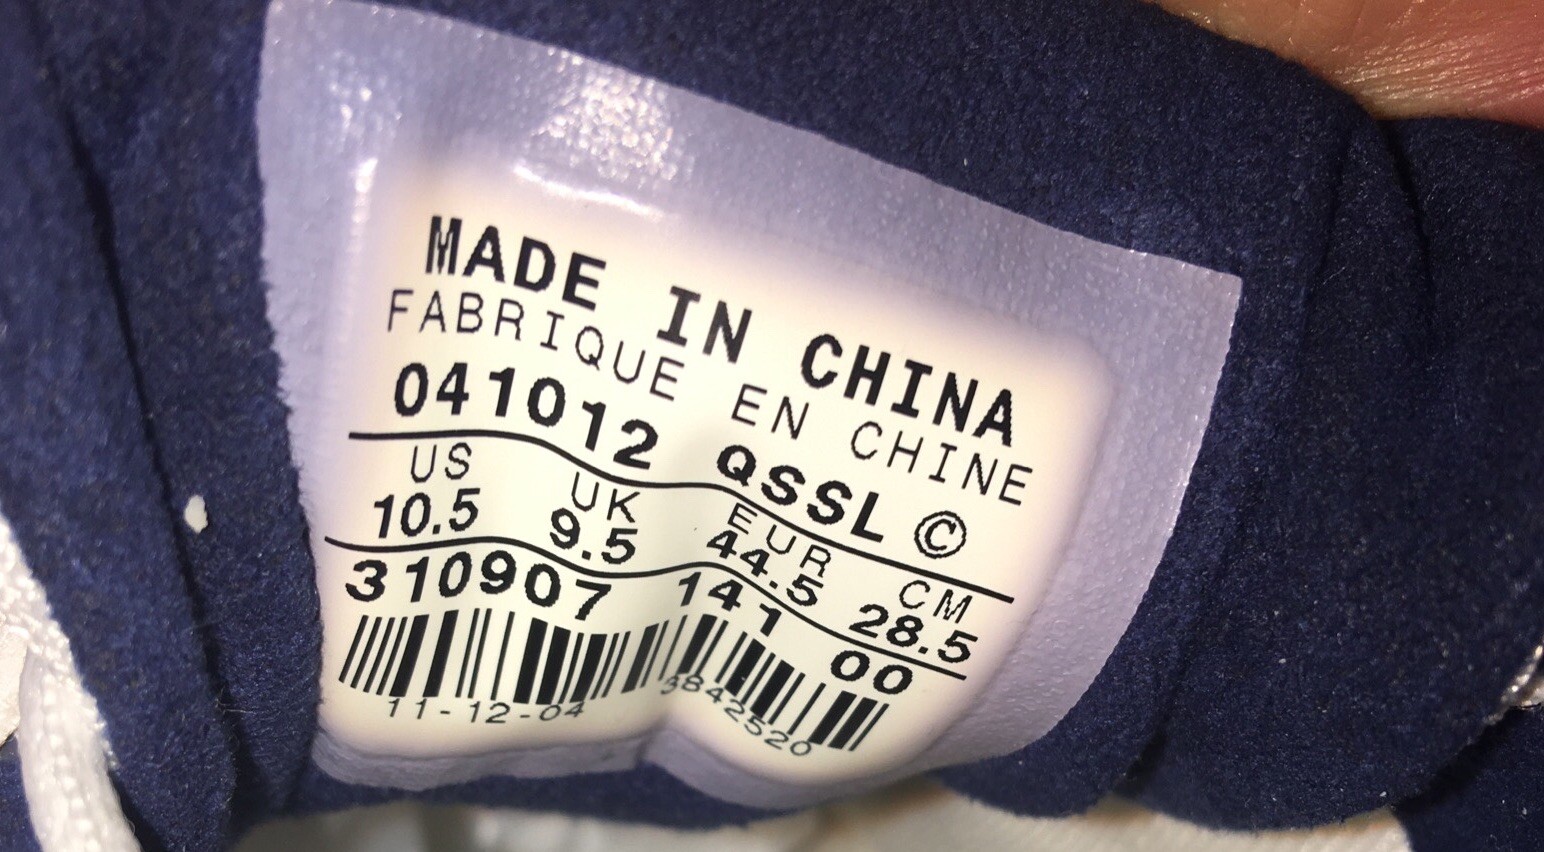 MADE IN CHINA
FABRIQUE EN CHINE
041012 QSSL ©
US UK EUR CM
10.5 9.5 44.5 28.5
310907 141 00
11-12-04 3842520